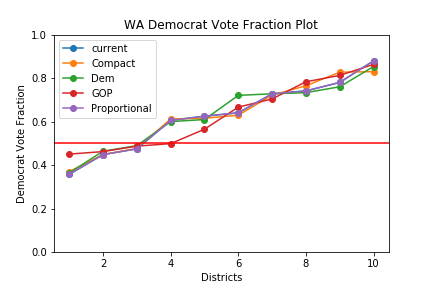 WA Democrat Vote Fraction Plot
1.0
0.8
0.6
0.4
0.2
0.0
Democrat Vote Fraction
current
Compact
Dem
GOP
Proportional
2 4 6 8 10
Districts